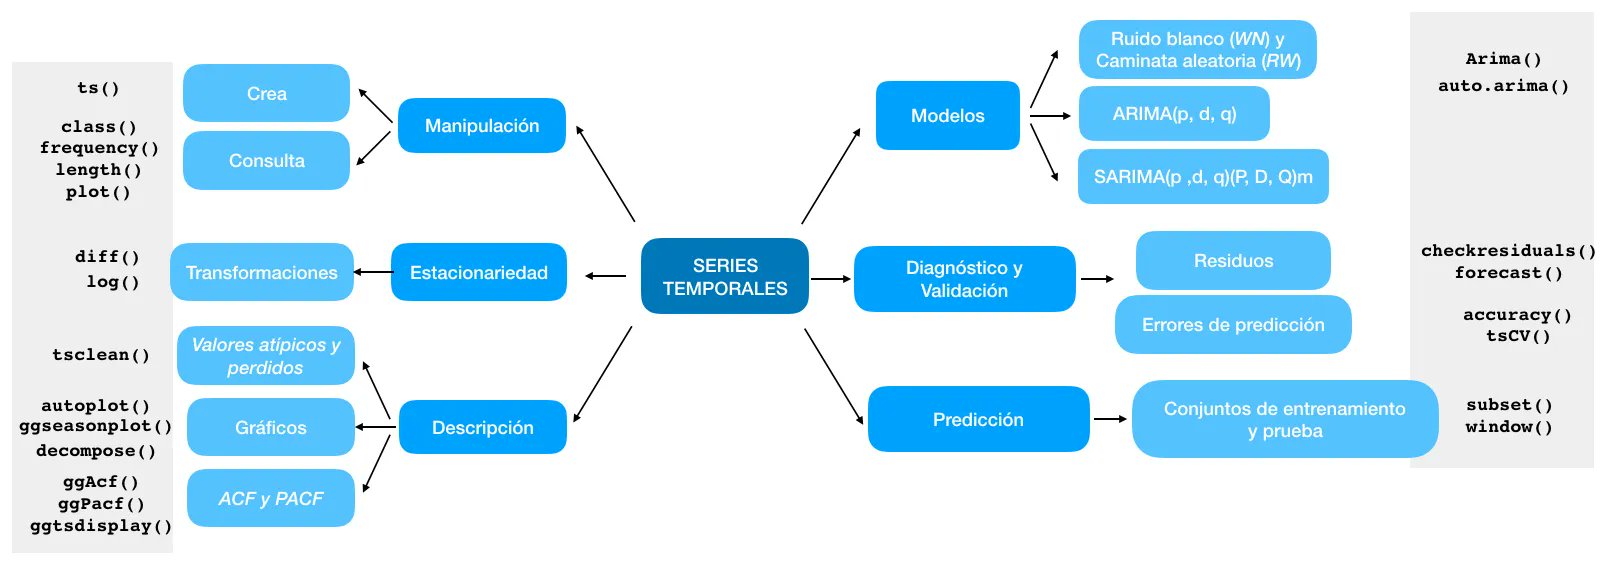 ts()
class()
frequency()
length()
plot()
Crea
Consulta
Manipulación
diff()
log()
Transformaciones
Estacionariedad
tsclean()
Valores atípicos y
perdidos
autoplot()
ggseasonplot()
decompose()
Gráficos
Descripción
ggAcf()
ggPacf()
ggtsdisplay()
ACF y PACF
SERIES
TEMPORALES
Modelos
Ruido blanco (WN) y
Caminata aleatoria (RW)
ARIMA(p, d, q)
SARIMA(p ,d, q)(P, D, Q)m
Arima()
auto.arima()
Diagnóstico y
Validación
Residuos
Errores de predicción
checkresiduals()
forecast()
accuracy()
tsCV()
Predicción
Conjuntos de entrenamiento
y prueba
subset()
window()